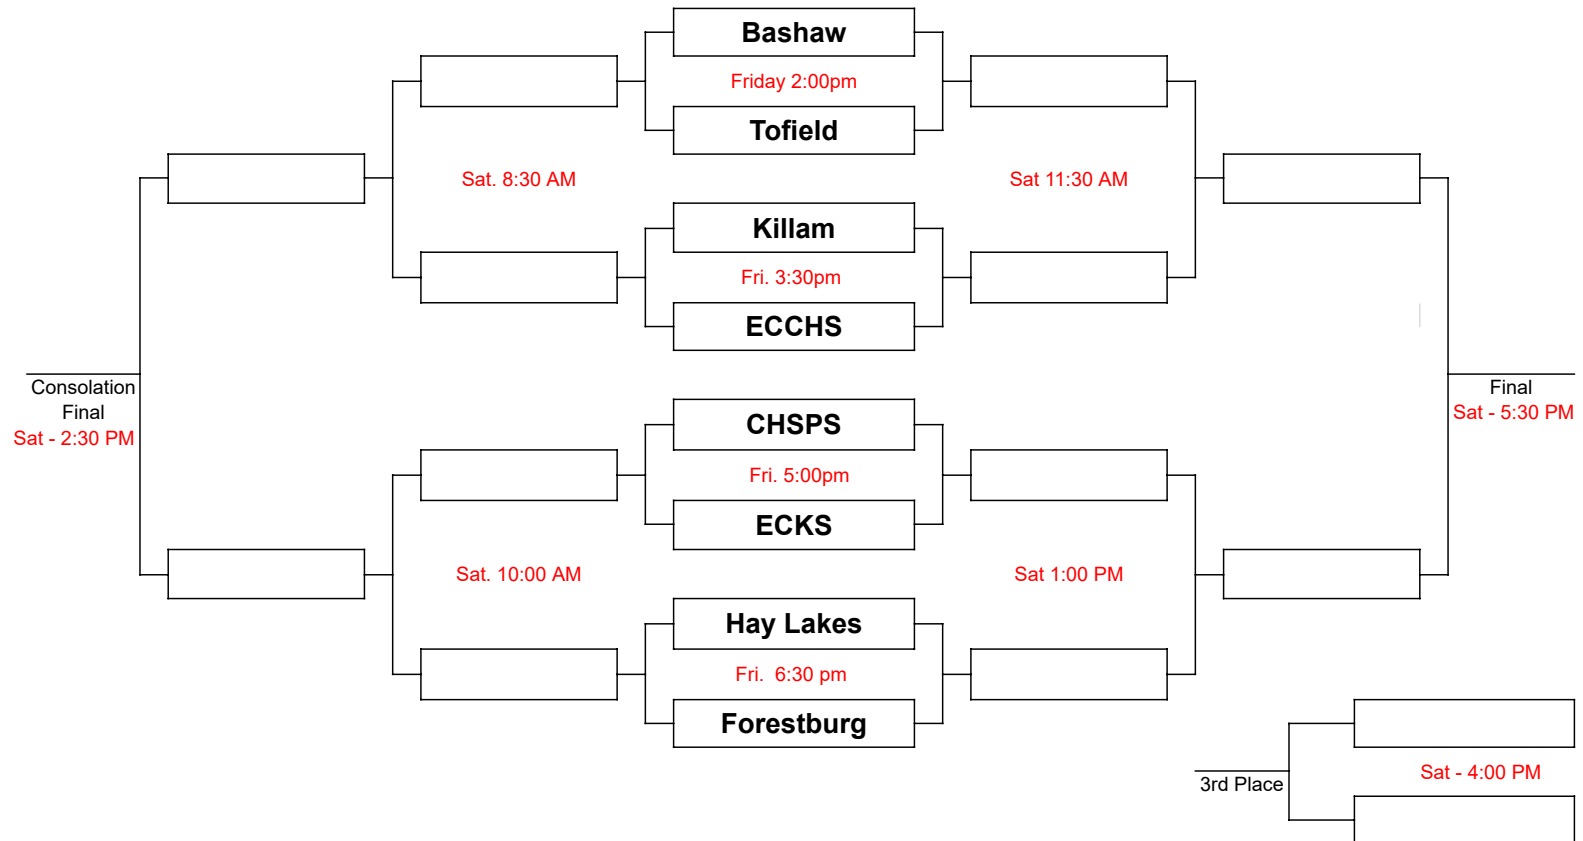 Bashaw
Friday 2:00pm
Tofield
Sat. 8:30 AM
Sat 11:30 AM
Killam
Fri. 3:30pm
ECCHS
Consolation
Final
Sat - 2:30 PM
Final
Sat - 5:30 PM
CHSPS
Fri. 5:00pm
ECKS
Sat. 10:00 AM
Sat 1:00 PM
Hay Lakes
Fri.  6:30 pm
Forestburg
3rd Place
Sat - 4:00 PM